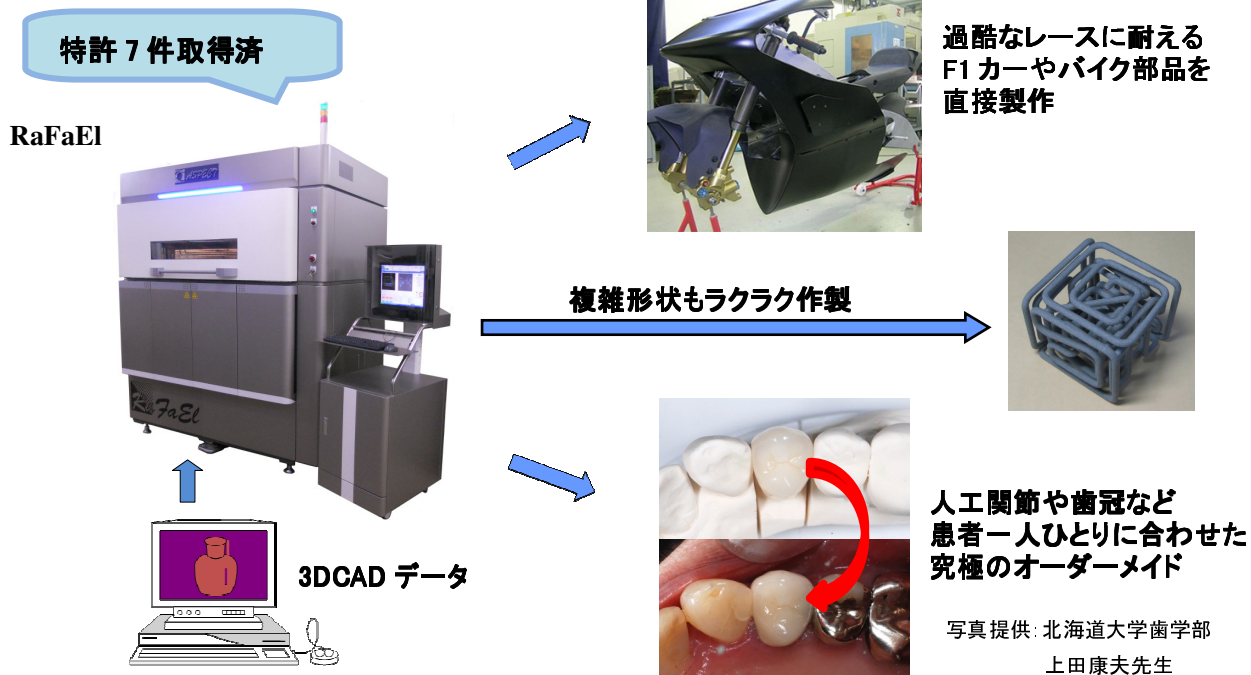 特許7件取得済
RaFaEl
ASPECT
RaFaEl
3DCAD データ
過酷なレースに耐える
F1カーやバイク部品を
直接製作
複雑形状もラクラク作製
人工関節や歯冠など
患者一人ひとりに合わせた
究極のオーダーメイド
写真提供:北海道大学歯学部
上田康夫先生